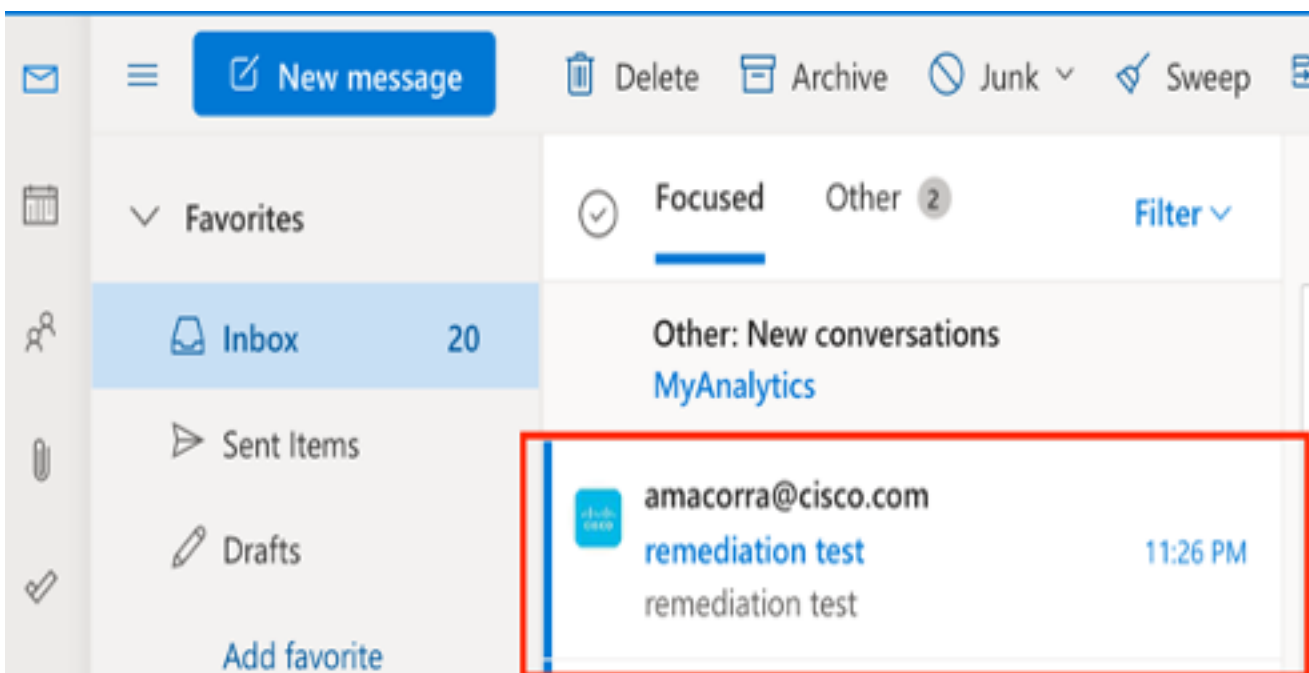 New message
Delete
Archive
Junk
Sweep
Favorites
Focused
Other 2
Filter
Inbox 20
Other: New conversations
MyAnalytics
Sent Items
amacorra@cisco.com
remediation test 11:26 PM
remediation test
Drafts
Add favorite